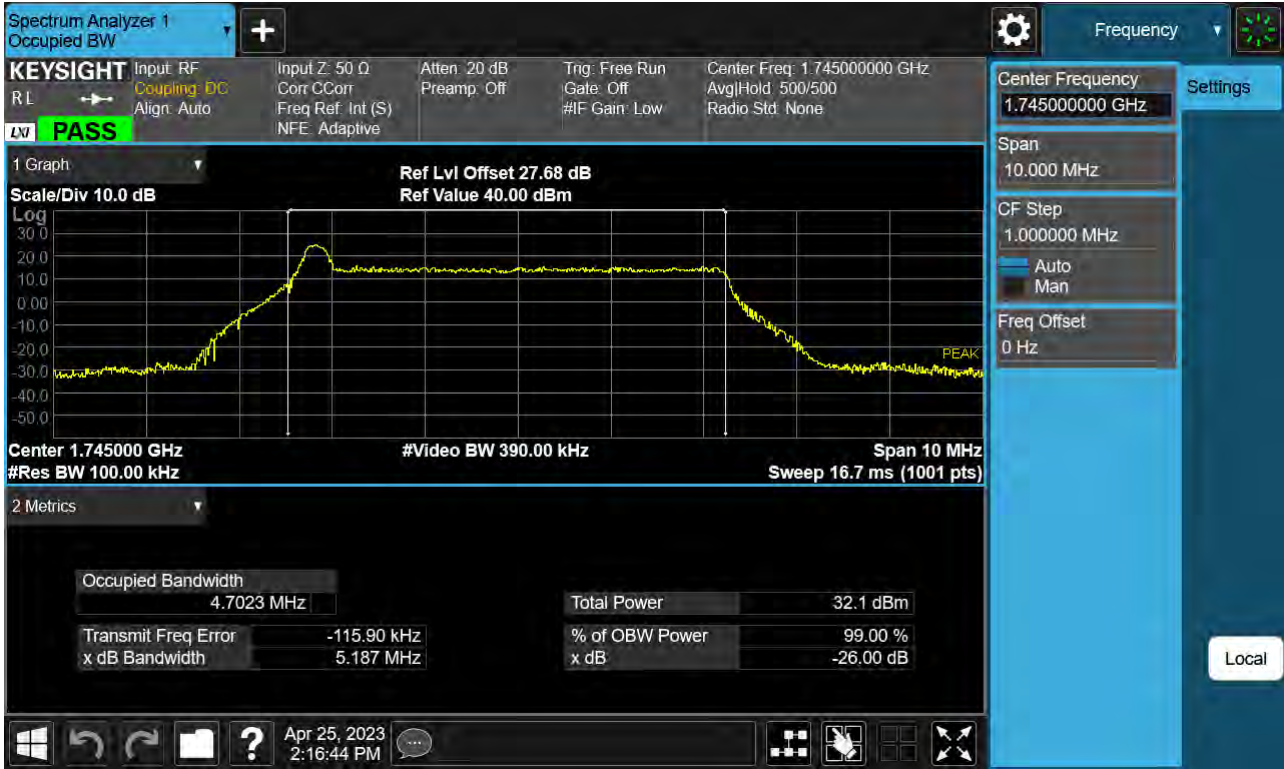 Spectrum Analyzer 1
Occupied BW
Frequency
KEYSIGHT
RL
LXI
PASS
Input: RF
Coupling: DC
Align: Auto
Input Z: 50 Ω
Corr CCorr
Freq Ref: Int (S)
NFE: Adaptive
Atten: 20 dB
Preamp: Off
Trig: Free Run
Gate: Off
#IF Gain: Low
Center Freq: 1.745000000 GHz
Avg|Hold: 500/500
Radio Std: None
Center Frequency
1.745000000 GHz
Settings
Span
10.000 MHz
CF Step
1.000000 MHz
Auto
Man
Freq Offset
0 Hz
Local
1 Graph
Scale/Div 10.0 dB
Ref Lvl Offset 27.68 dB
Ref Value 40.00 dBm
Log
30.0
20.0
10.0
0.00
-10.0
-20.0
-30.0
-40.0
-50.0
PEAK
Center 1.745000 GHz
#Video BW 390.00 kHz
Span 10 MHz
#Res BW 100.00 kHz
Sweep 16.7 ms (1001 pts)
2 Metrics
Occupied Bandwidth
4.7023 MHz
Total Power 32.1 dBm
Transmit Freq Error -115.90 kHz
% of OBW Power 99.00 %
x dB Bandwidth 5.187 MHz
x dB -26.00 dB
?
Apr 25, 2023
2:16:44 PM